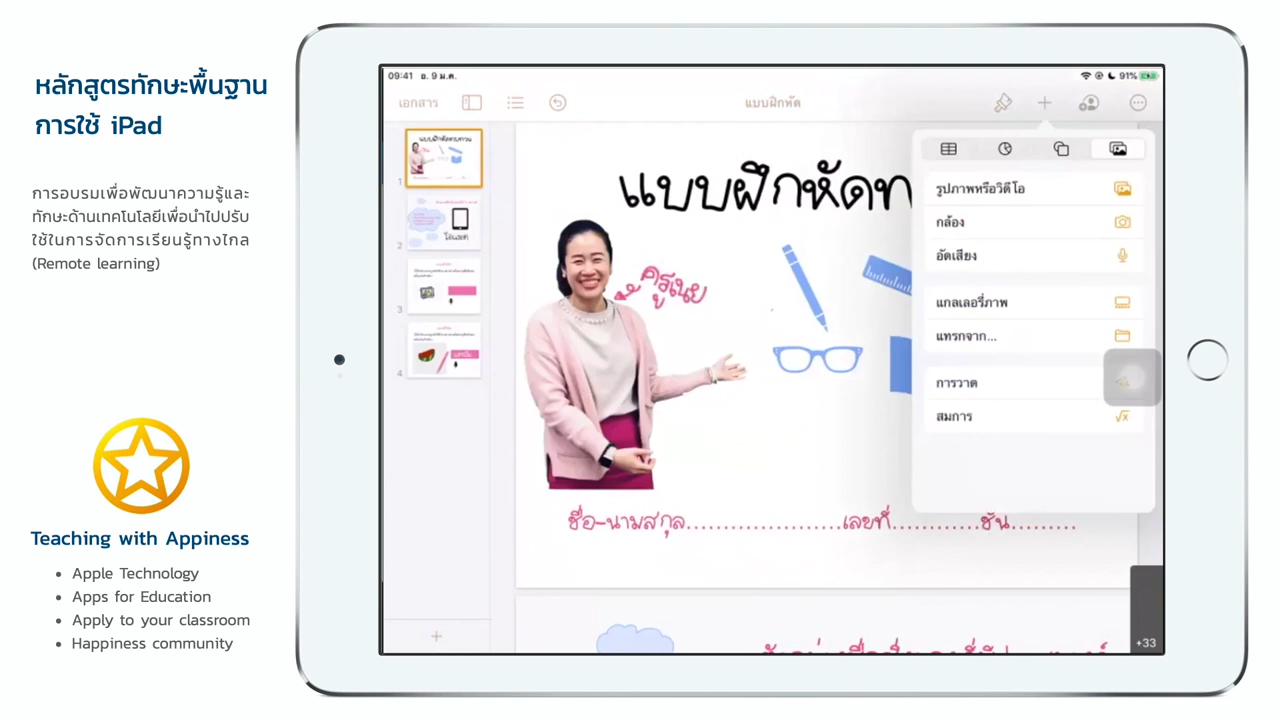 หลักสูตรทักษะพื้นฐาน
การใช้ iPad
การอบรมเพื่อพัฒนาความรู้และ
ทักษะด้านเทคโนโลยีเพื่อนำไปปรับ
ใช้ในการจัดการเรียนรู้ทางไกล
(Remote learning)
Teaching with Appiness
Apple Technology
Apps for Education
Apply to your classroom
Happiness community
09:41 อ. 9 ม.ค.
91%
เอกสาร
แบบฝึกหัด
1
2
3
4
แบบฝึกหัดท
ครูเนย
ชื่อ-นามสกุล......................เลขที่............ชั้น.........
รูปภาพหรือวิดีโอ
กล้อง
อัดเสียง
แกลเลอรี่ภาพ
แทรกจาก...
การวาด
สมการ
√x
+33